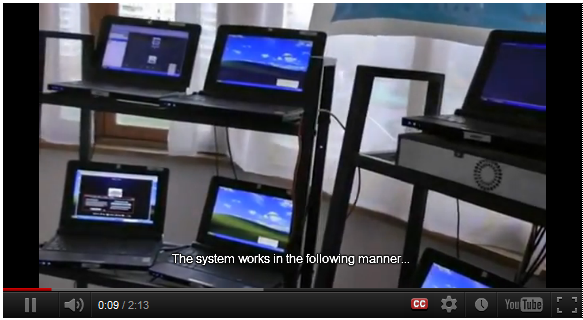 The system works in the following manner...
0:09 / 2:13
CC
YouTube